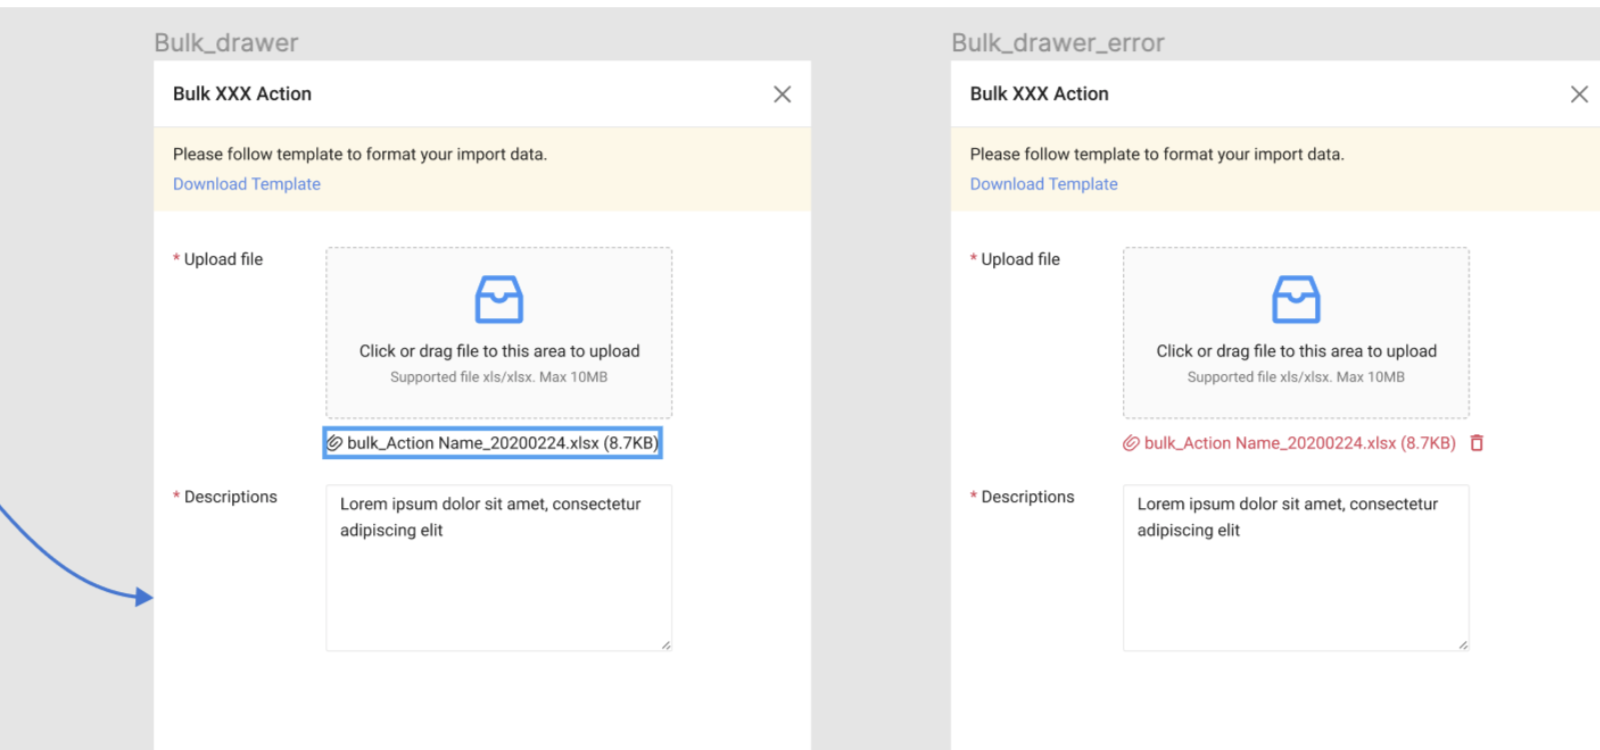 Bulk_drawer
Bulk XXX Action
Please follow template to format your import data.
Download Template
* Upload file
Click or drag file to this area to upload
Supported file xls/xlsx. Max 10MB
bulk_Action Name_20200224.xlsx (8.7KB)
* Descriptions
Lorem ipsum dolor sit amet, consectetur
adipiscing elit
Bulk_drawer_error
Bulk XXX Action
Please follow template to format your import data.
Download Template
* Upload file
Click or drag file to this area to upload
Supported file xls/xlsx. Max 10MB
bulk_Action Name_20200224.xlsx (8.7KB)
* Descriptions
Lorem ipsum dolor sit amet, consectetur
adipiscing elit